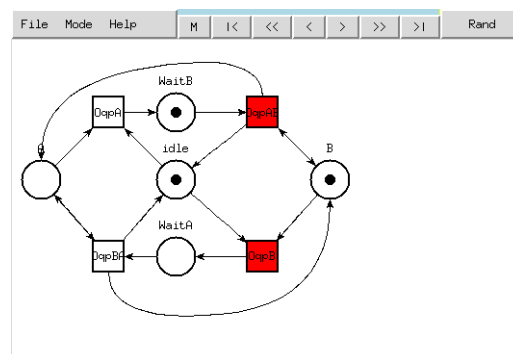 File Mode Help M |< << < > >> >| Rand
WaitB
OqpA OqpAB
idle B
WaitA
OqpBA OqpB